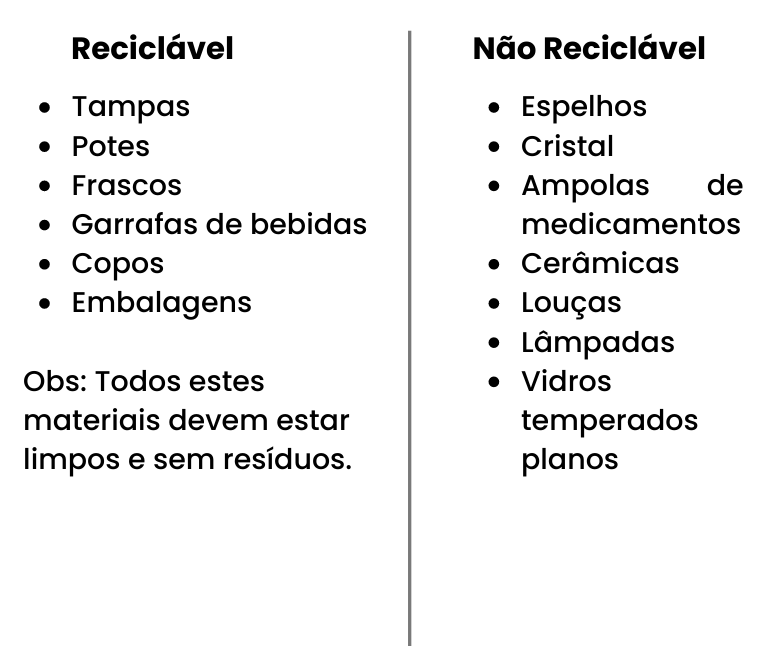 Reciclável
Tampas
Potes
Frascos
Garrafas de bebidas
Copos
Embalagens
Obs: Todos estes
materiais devem estar
limpos e sem resíduos.
Não Reciclável
Espelhos
Cristal
Ampolas de
medicamentos
Cerâmicas
Louças
Lâmpadas
Vidros
temperados
planos